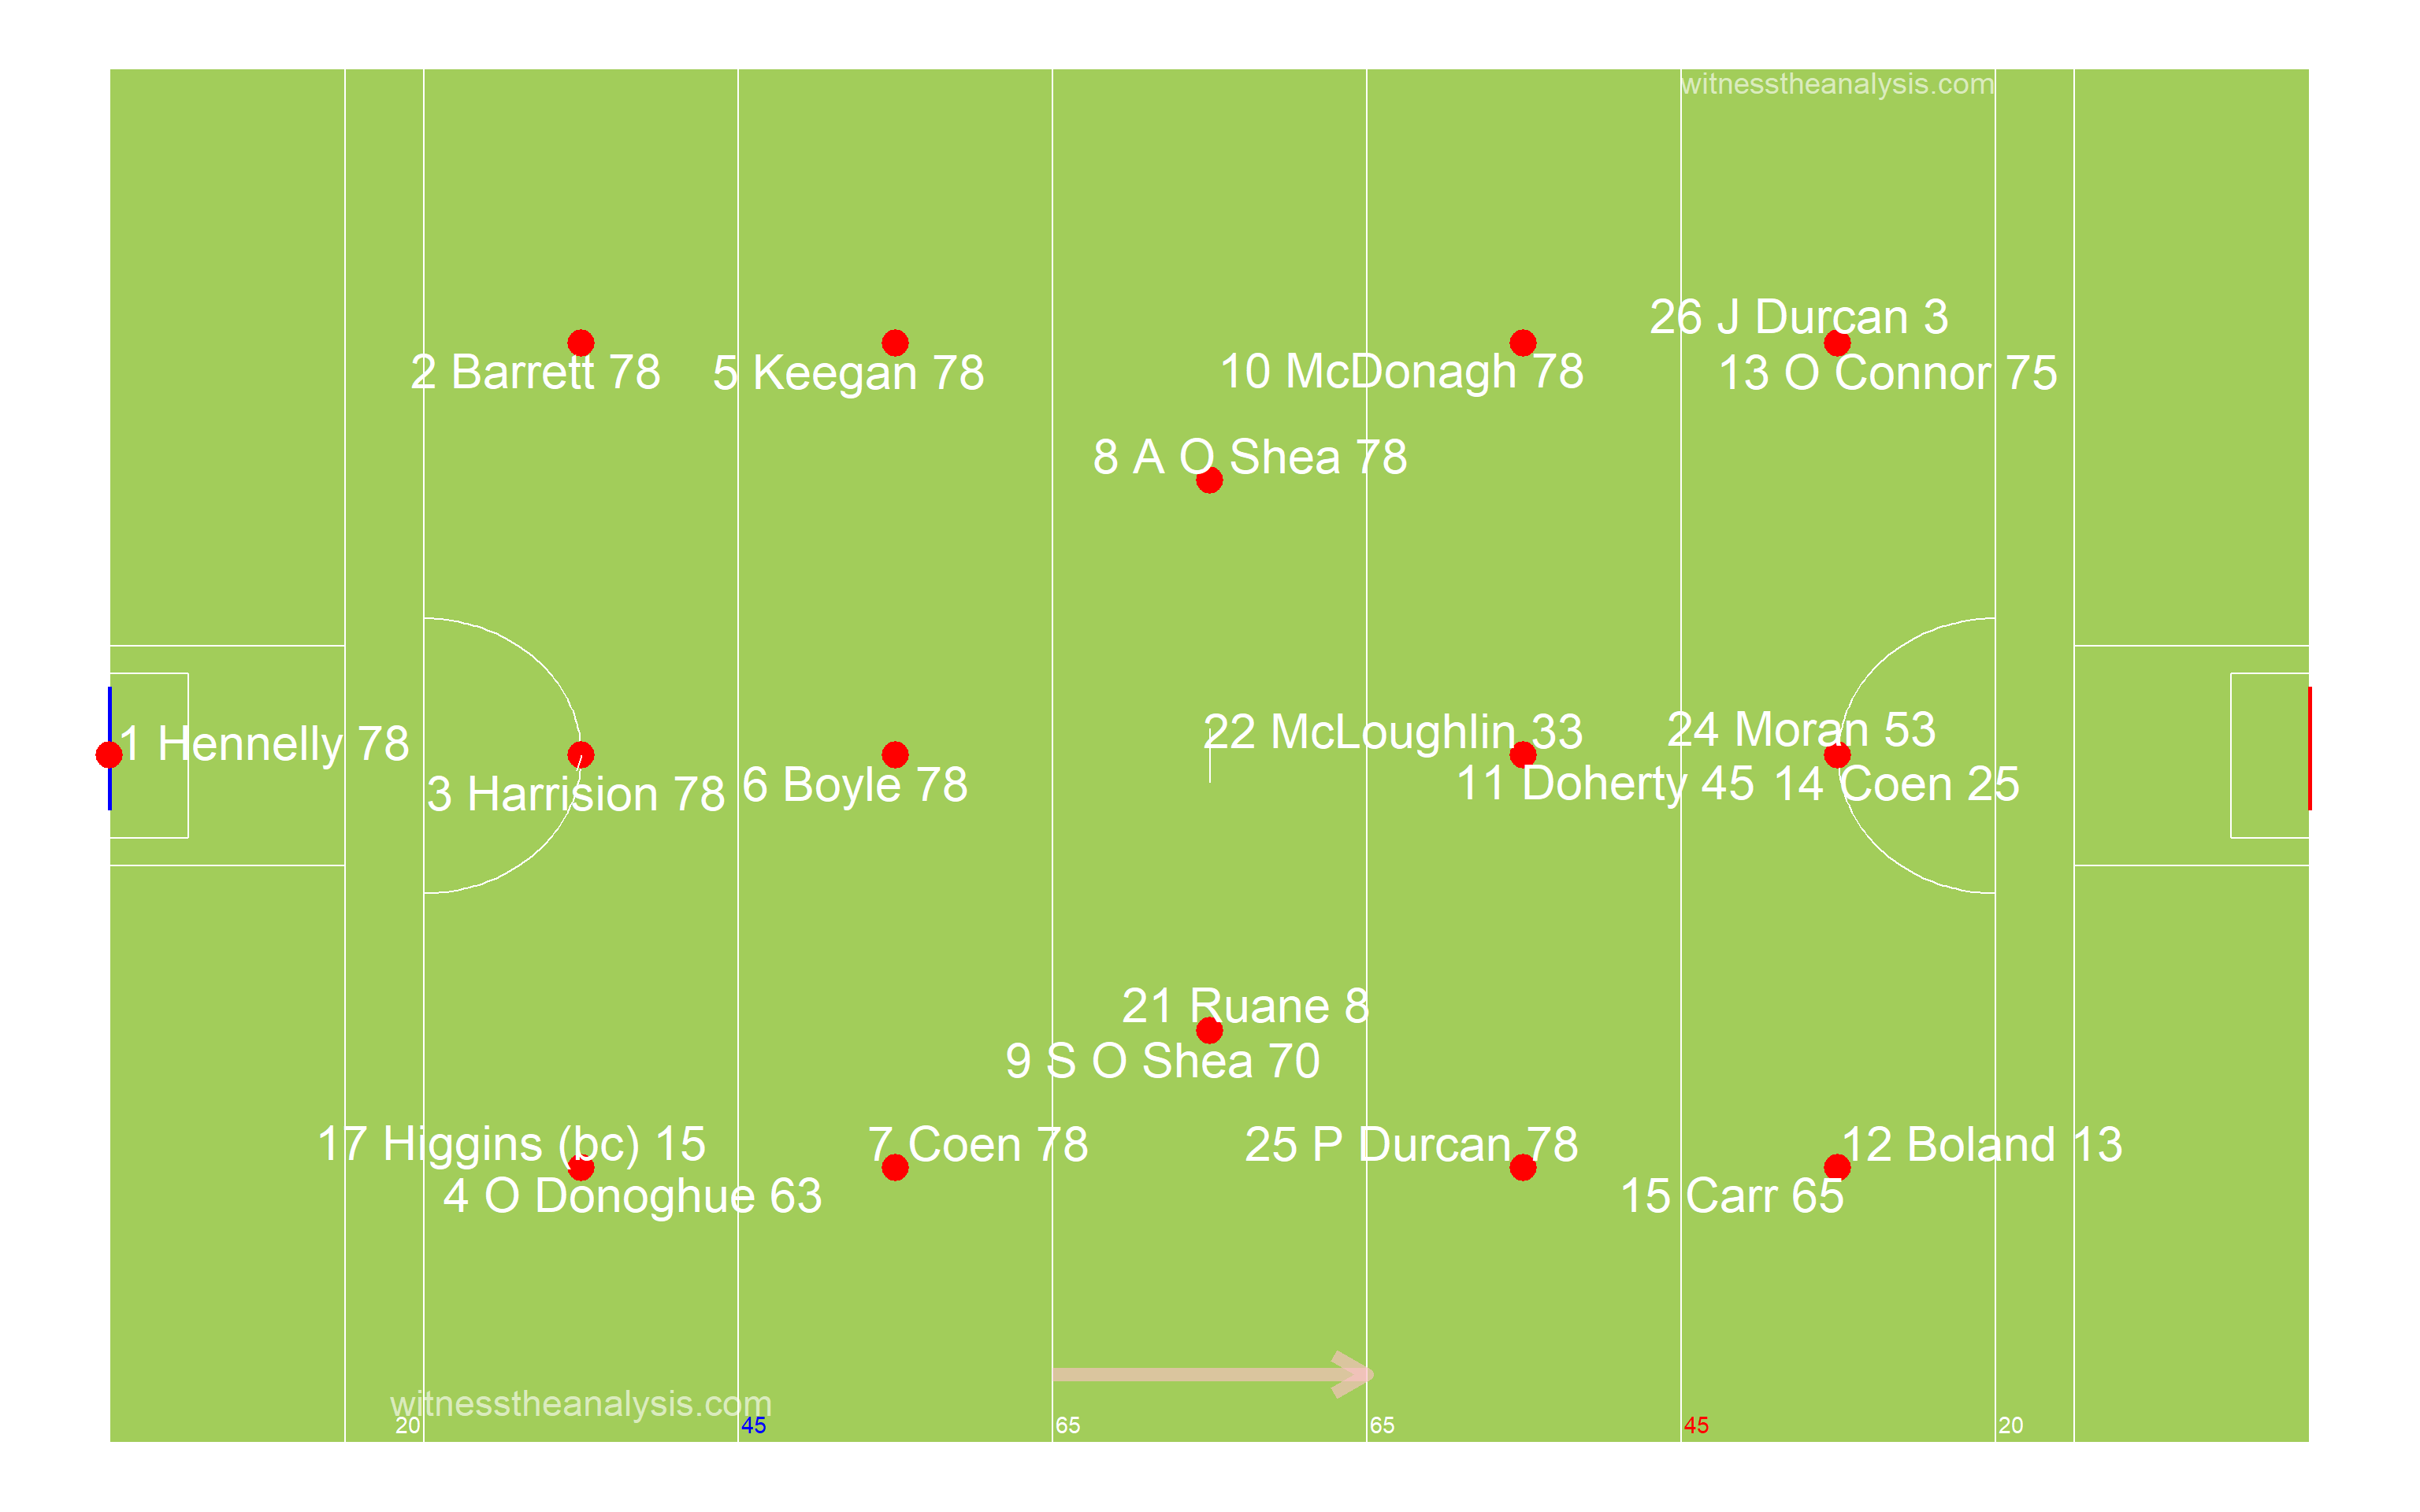 witnesstheanalysis.com
26 J Durcan 3
2 Barrett 78
5 Keegan 78
10 McDonagh 78
13 O Connor 75
8 A O Shea 78
1 Hennelly 78
22 McLoughlin 33
24 Moran 53
3 Harrision 78
6 Boyle 78
11 Doherty 45
14 Coen 25
21 Ruane 8
9 S O Shea 70
17 Higgins (bc) 15
7 Coen 78
25 P Durcan 78
12 Boland 13
4 O Donoghue 63
15 Carr 65
witnesstheanalysis.com
20
45
65
65
45
20